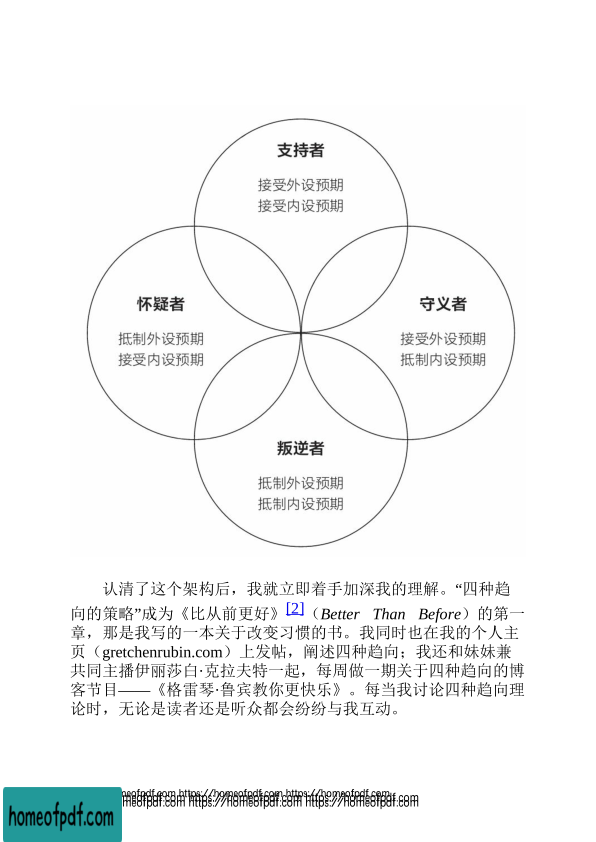 支持者
接受外设预期
接受内设预期
怀疑者
抵制外设预期
接受内设预期
守义者
接受外设预期
抵制内设预期
叛逆者
抵制外设预期
抵制内设预期
认清了这个架构后，我就立即着手加深我的理解。“四种趋
向的策略”成为《比从前更好》[2]（Better Than Before）的第一
章，那是我写的一本关于改变习惯的书。我同时也在我的个人主
页（gretchenrubin.com）上发帖，阐述四种趋向；我还和妹妹兼
共同主播伊丽莎白·克拉夫特一起，每周做一期关于四种趋向的博
客节目——《格雷琴·鲁宾教你更快乐》。每当我讨论四种趋向理
论时，无论是读者还是听众都会纷纷与我互动。
homeofpdf.com https://homeofpdf.com https://homeofpdf.com
homeofpdf.com https://homeofpdf.com https://homeofpdf.com
homeofpdf.com